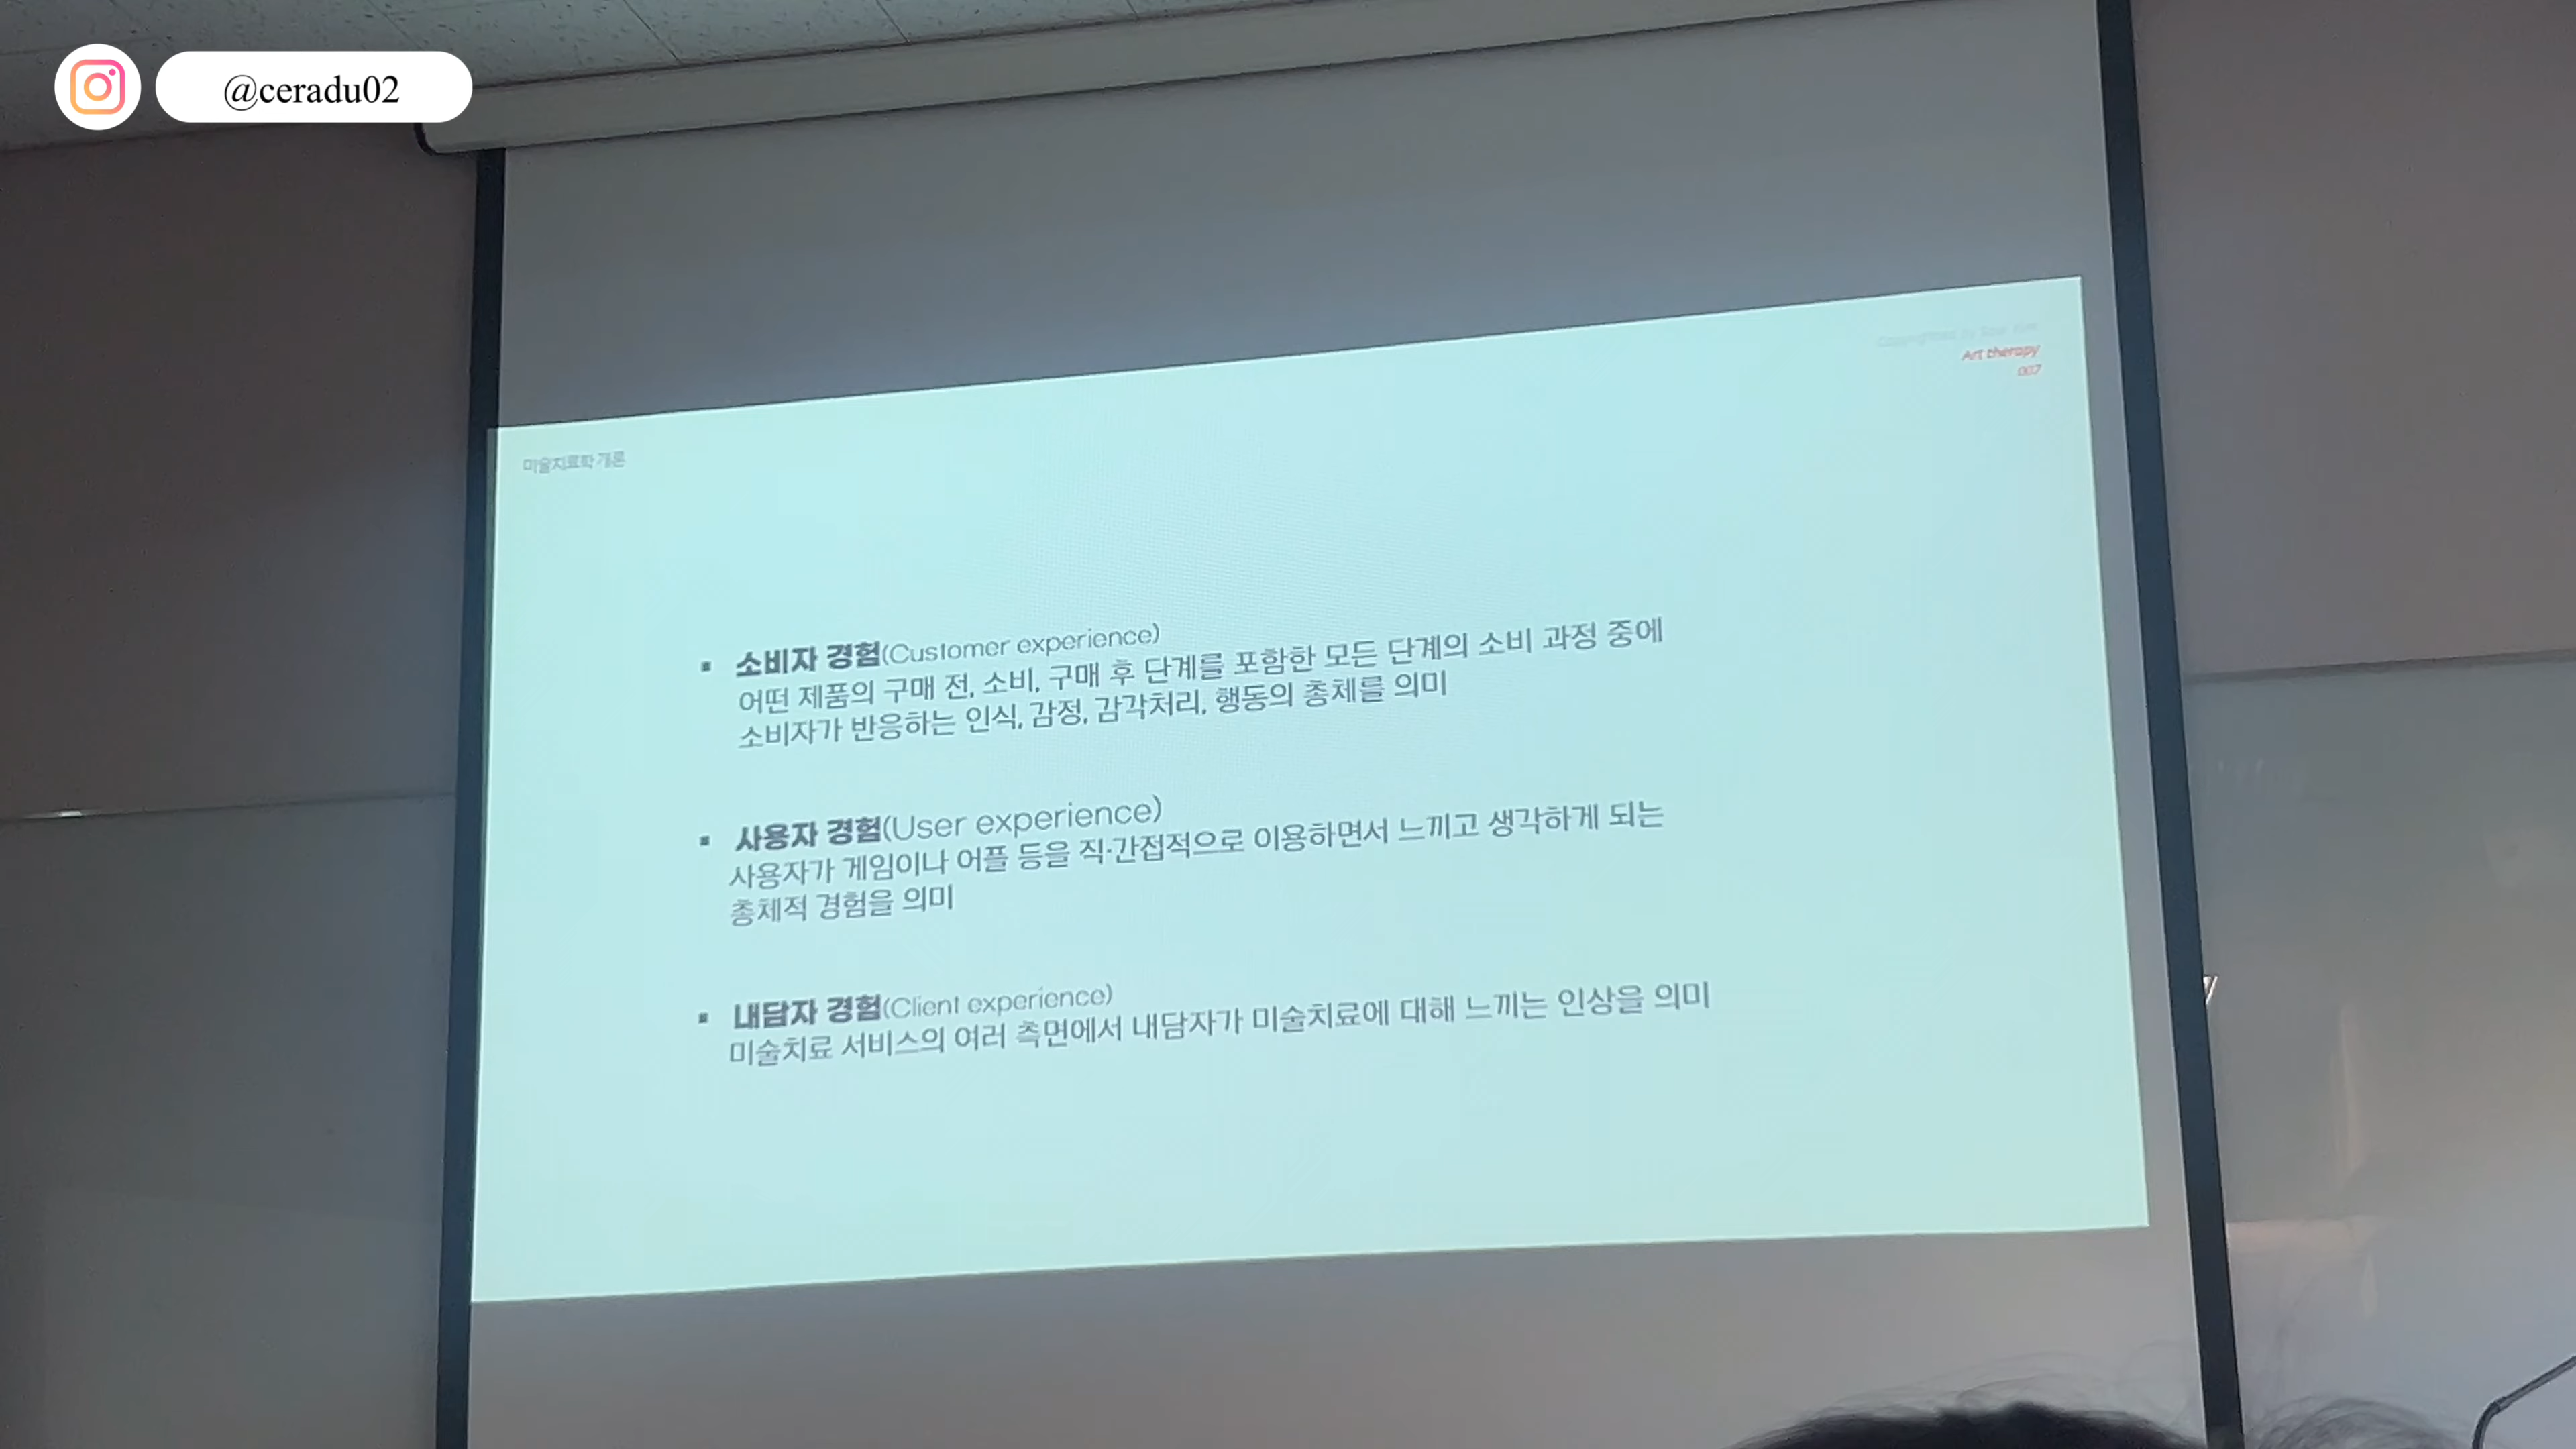 @ceradu02
Art therapy
007
미술치료학 개론
▪ 소비자 경험(Customer experience)
어떤 제품의 구매 전, 소비, 구매 후 단계를 포함한 모든 단계의 소비 과정 중에
소비자가 반응하는 인식, 감정, 감각처리, 행동의 총체를 의미
▪ 사용자 경험(User experience)
사용자가 게임이나 어플 등을 직·간접적으로 이용하면서 느끼고 생각하게 되는
총체적 경험을 의미
▪ 내담자 경험(Client experience)
미술치료 서비스의 여러 측면에서 내담자가 미술치료에 대해 느끼는 인상을 의미